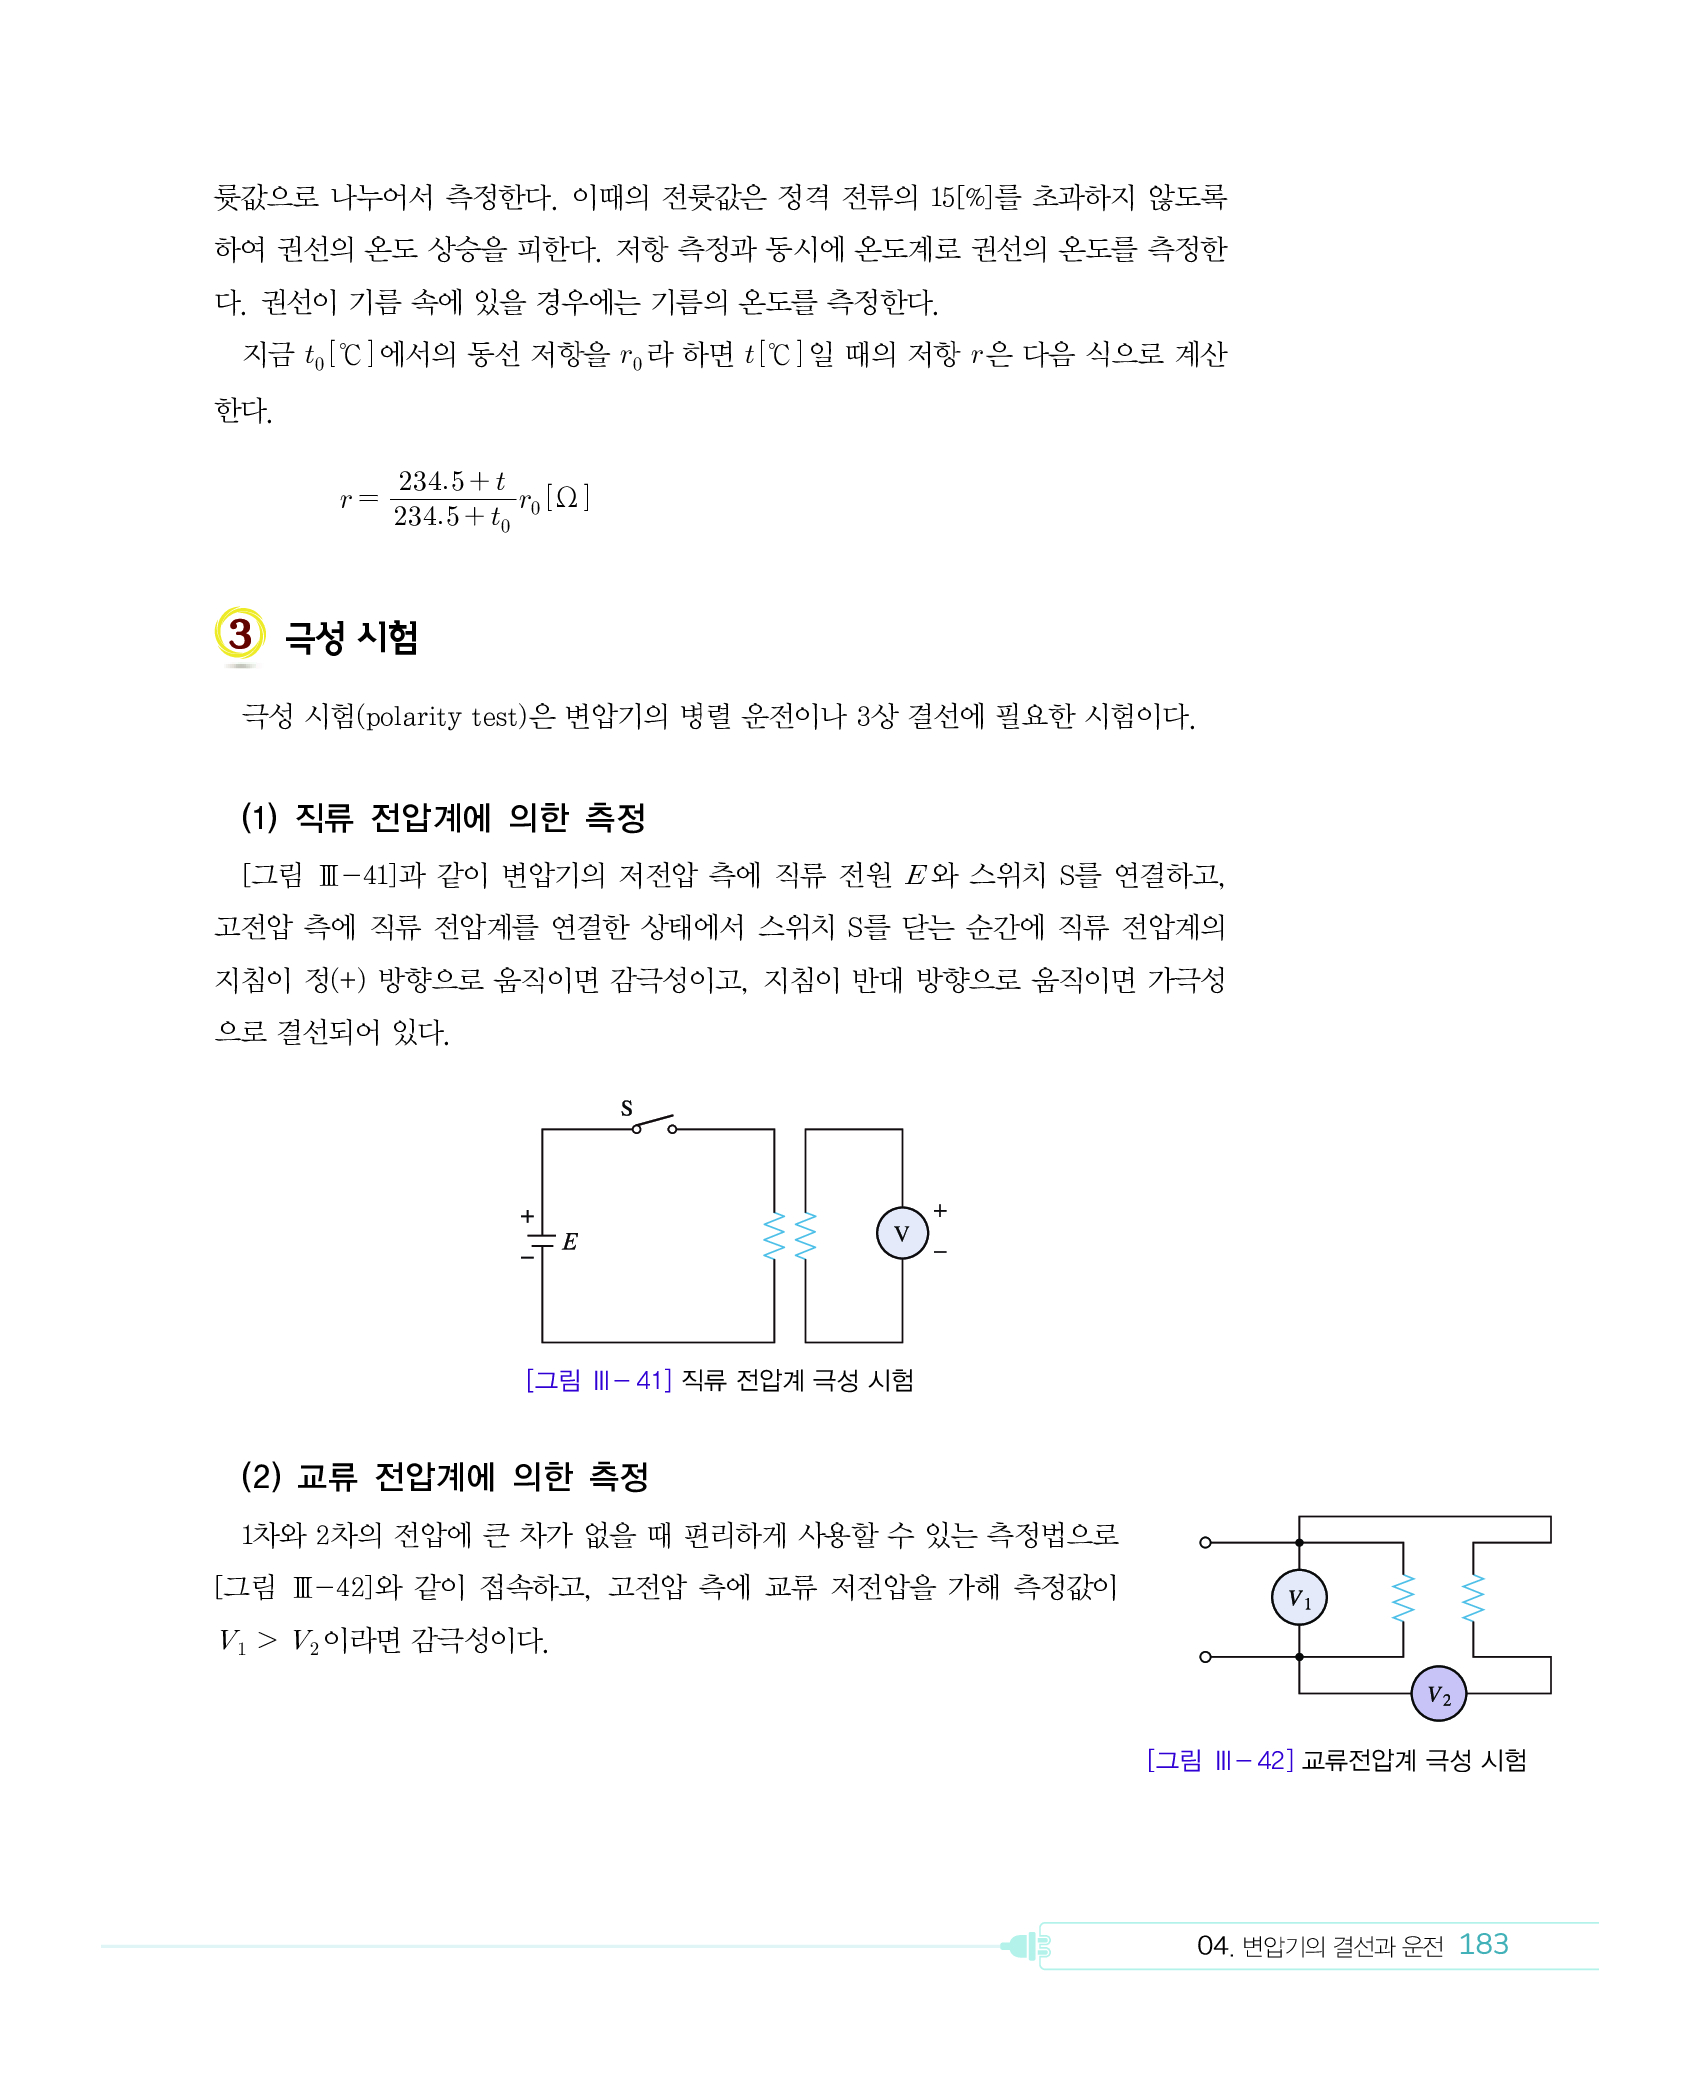 륫값으로 나누어서 측정한다. 이때의 전륫값은 정격 전류의 15[%]를 초과하지 않도록
하여 권선의 온도 상승을 피한다. 저항 측정과 동시에 온도계로 권선의 온도를 측정한
다. 권선이 기름 속에 있을 경우에는 기름의 온도를 측정한다.
지금 t₀[℃]에서의 동선 저항을 r₀라 하면 t[℃]일 때의 저항 r은 다음 식으로 계산
한다.
r = (234.5 + t)/(234.5 + t₀) r₀ [Ω]
3 극성 시험
극성 시험(polarity test)은 변압기의 병렬 운전이나 3상 결선에 필요한 시험이다.
(1) 직류 전압계에 의한 측정
[그림 Ⅲ-41]과 같이 변압기의 저전압 측에 직류 전원 E와 스위치 S를 연결하고,
고전압 측에 직류 전압계를 연결한 상태에서 스위치 S를 닫는 순간에 직류 전압계의
지침이 정(+) 방향으로 움직이면 감극성이고, 지침이 반대 방향으로 움직이면 가극성
으로 결선되어 있다.
S
+
− E
V
+
−
[그림 Ⅲ-41] 직류 전압계 극성 시험
(2) 교류 전압계에 의한 측정
1차와 2차의 전압에 큰 차가 없을 때 편리하게 사용할 수 있는 측정법으로
[그림 Ⅲ-42]와 같이 접속하고, 고전압 측에 교류 저전압을 가해 측정값이
V₁ > V₂이라면 감극성이다.
V₁
V₂
[그림 Ⅲ-42] 교류전압계 극성 시험
04. 변압기의 결선과 운전 183